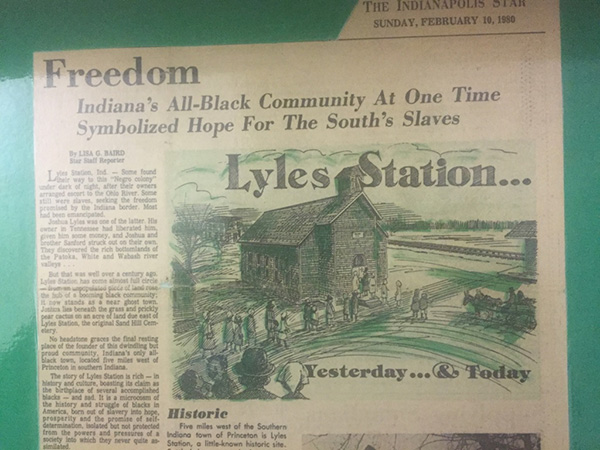 THE INDIANAPOLIS STAR
SUNDAY, FEBRUARY 10, 1980
Freedom
Indiana's All-Black Community At One Time
Symbolized Hope For The South's Slaves
By LISA G. BAIRD
Star Staff Reporter
Lyles Station, Ind. — Some found
their way to this "Negro colony"
under dark of night, after their owners
arranged escort to the Ohio River. Some
still were slaves, seeking the freedom
promised by the Indiana border. Most
had been emancipated.
Joshua Lyles was one of the latter. His
owner in Tennessee had liberated him,
given him some money, and Joshua and
another Sanford struck out on their own.
They discovered the rich bottomlands of the
Patoka, White and Wabash river
valleys
But that was well over a century ago.
Lyles Station has come almost full circle
— from an unpopulated piece of land
the hub of a booming black community;
it now stands as a near ghost town.
Joshua lies beneath the grass and prickly
pear cactus on an acre of land due east of
Lyles Station, the original Sand Hill Cem-
etery.
No headstone graces the final resting
place of the founder of this dwindling but
proud community, Indiana's only all-
black town, located five miles west of
Princeton in southern Indiana.
The story of Lyles Station is rich — in
history and culture, boasting its claim as
the birthplace of several accomplished
blacks — and sad. It is a microcosm of
the history and struggle of blacks in
America, born out of slavery into hope,
prosperity and the promise of self-
determination, isolated but not protected
from the powers and pressures of a
society into which they never quite as-
similated.
Lyles Station...
Yesterday...& Today
Historic
Five miles west of the Southern
Indiana town of Princeton is Lyles
Station, a little-known historic site.